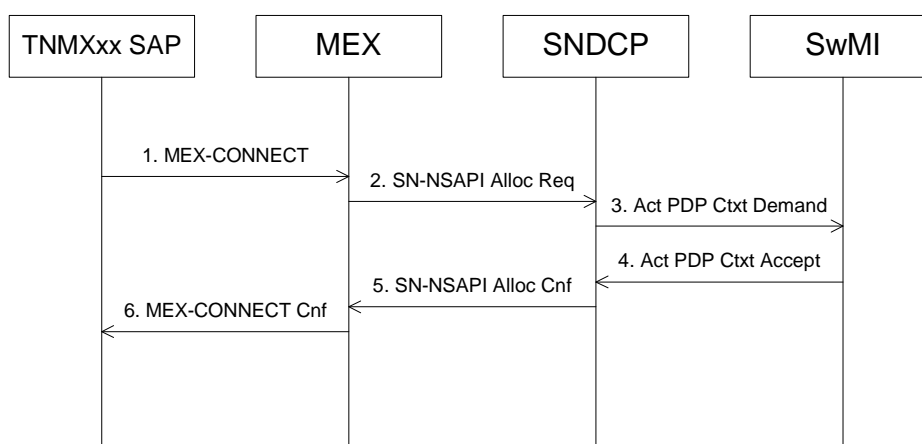 TNMXxx SAP
MEX
SNDCP
SwMI
1. MEX-CONNECT
2. SN-NSAPI Alloc Req
3. Act PDP Ctxt Demand
4. Act PDP Ctxt Accept
5. SN-NSAPI Alloc Cnf
6. MEX-CONNECT Cnf